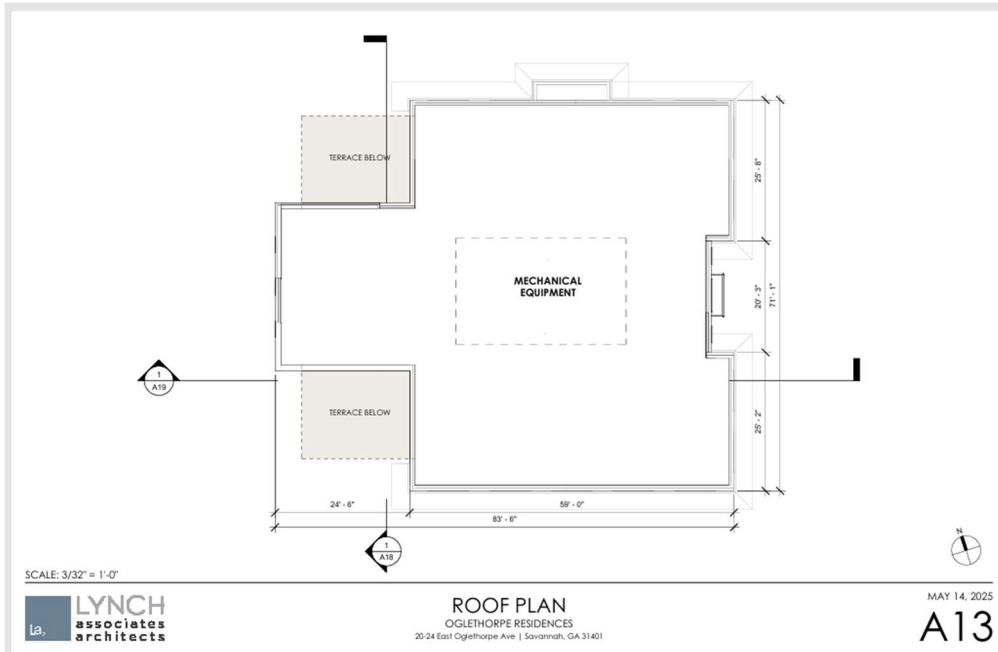 TERRACE BELOW
25' - 8"
MECHANICAL
EQUIPMENT
20' - 3"
71' - 1"
1
A19
TERRACE BELOW
25' - 2"
24' - 6"
59' - 0"
83' - 6"
1
A18
N
SCALE: 3/32" = 1'-0"
La,
LYNCH
associates
architects
ROOF PLAN
OGLETHORPE RESIDENCES
20-24 East Oglethorpe Ave | Savannah, GA 31401
MAY 14, 2025
A13